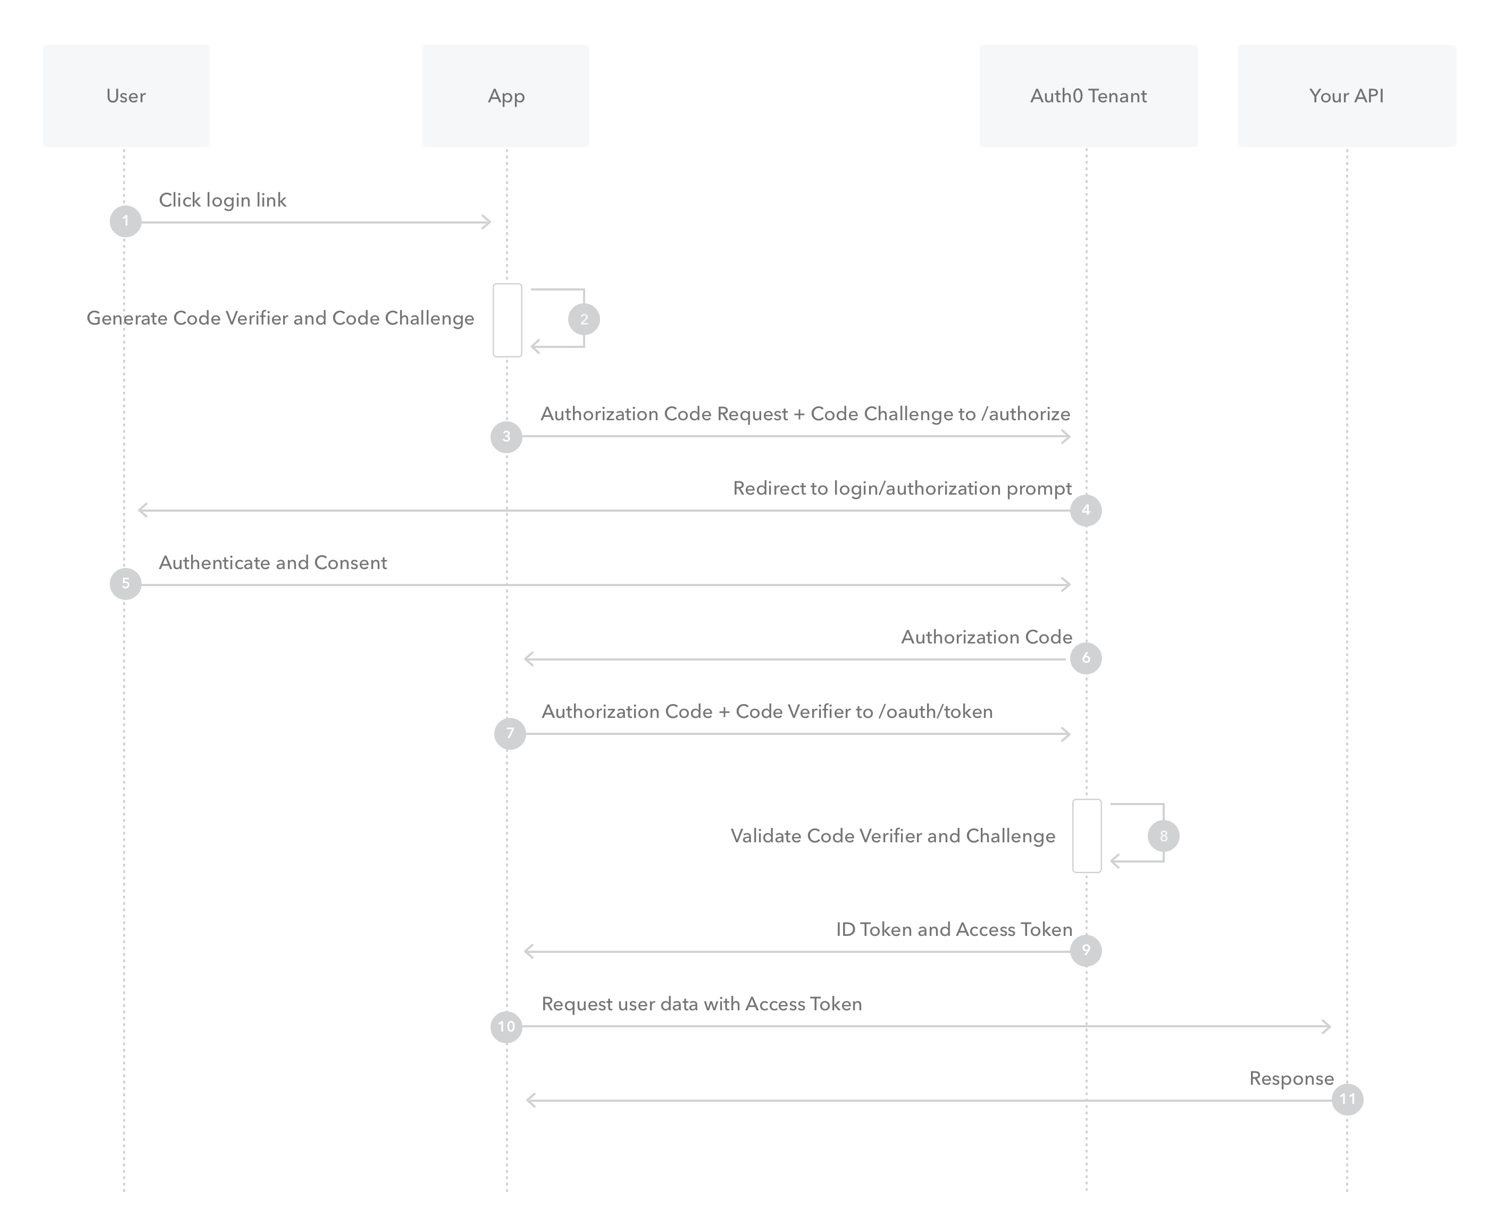 User
App
Auth0 Tenant
Your API
Click login link
1
Generate Code Verifier and Code Challenge
2
Authorization Code Request + Code Challenge to /authorize
3
Redirect to login/authorization prompt
4
Authenticate and Consent
5
Authorization Code
6
Authorization Code + Code Verifier to /oauth/token
7
Validate Code Verifier and Challenge
8
ID Token and Access Token
9
Request user data with Access Token
10
Response
11